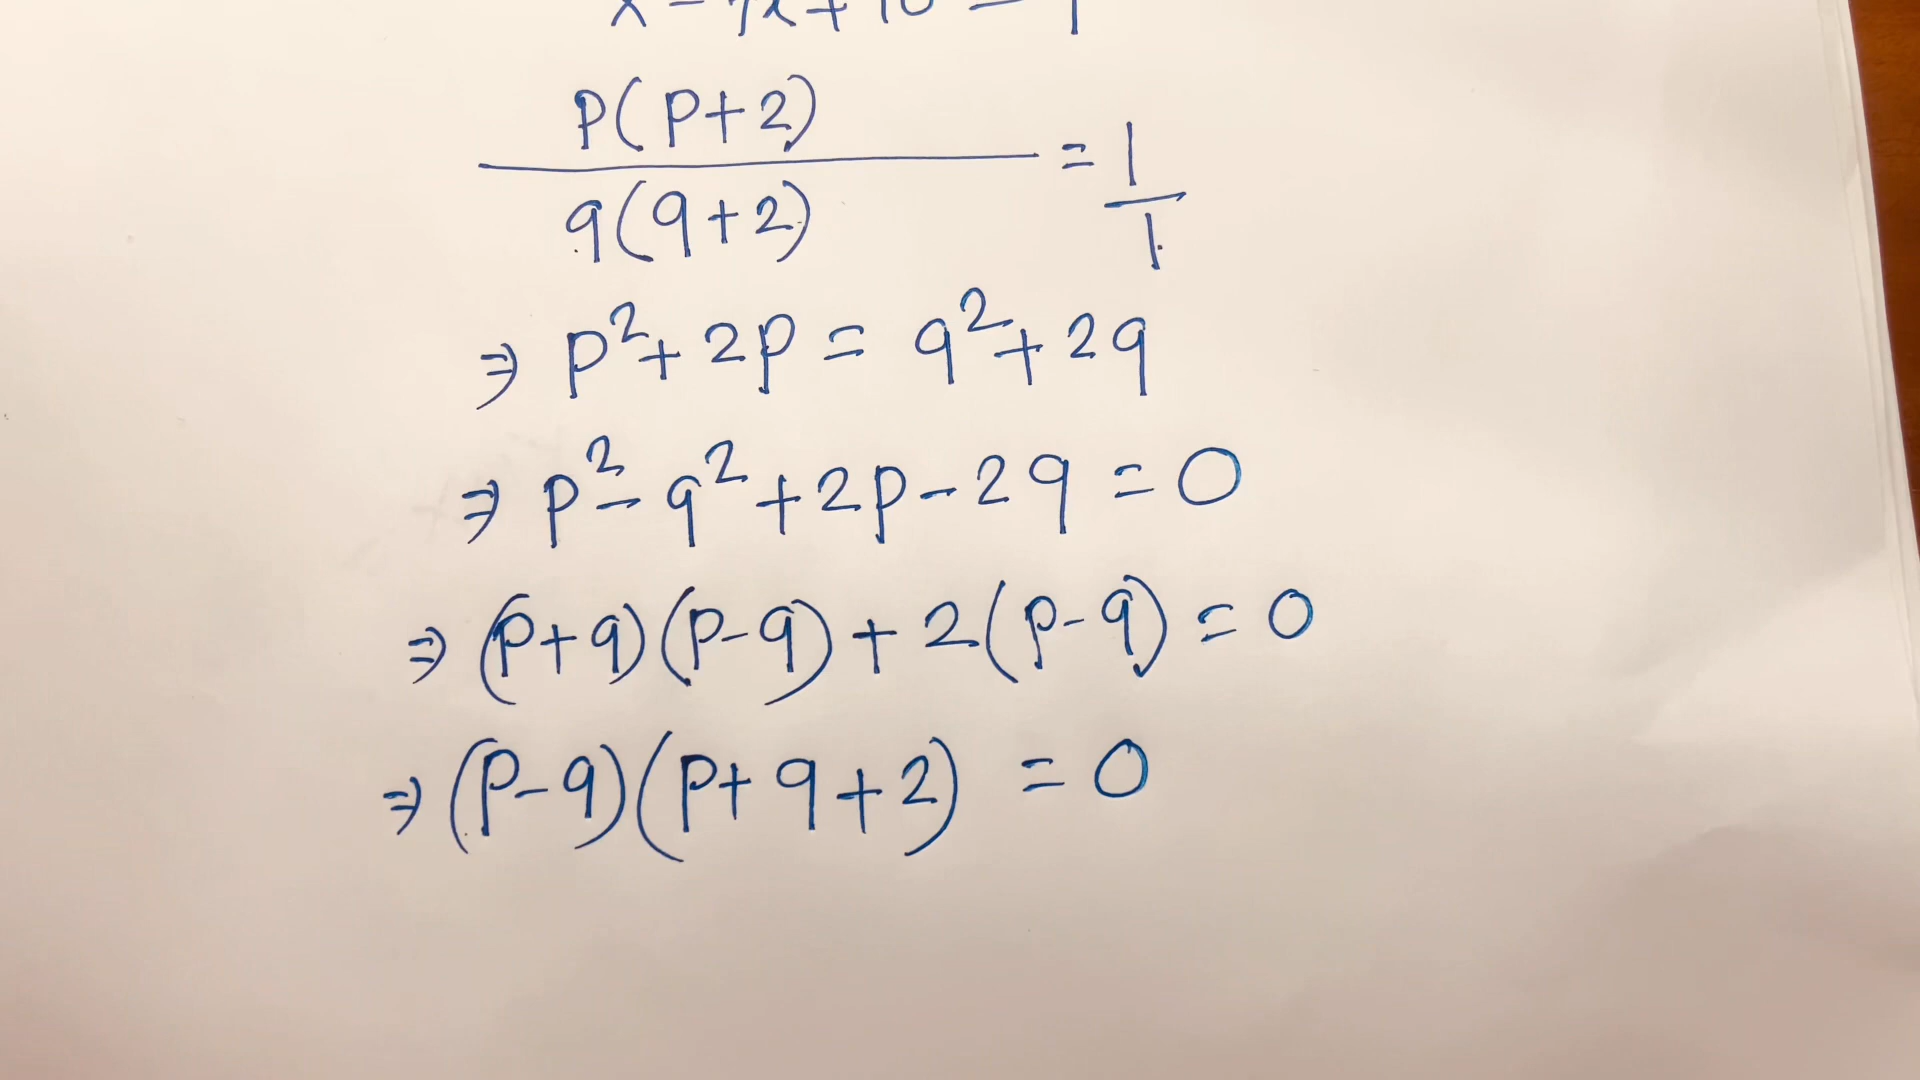 P(P+2)
/ q(q+2) = 1/1
⇒ p²+2p = q²+2q
⇒ p²-q²+2p-2q=0
⇒ (p+q)(p-q)+2(p-q)=0
⇒ (p-q)(p+q+2) =0